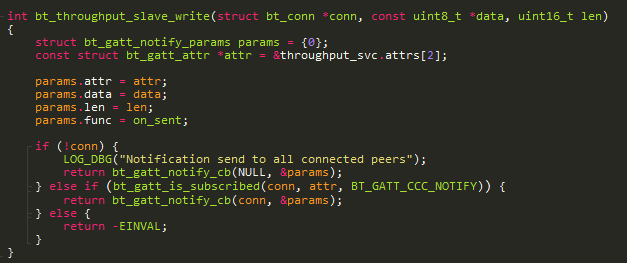 int bt_throughput_slave_write(struct bt_conn *conn, const uint8_t *data, uint16_t len)
{
    struct bt_gatt_notify_params params = {0};
    const struct bt_gatt_attr *attr = &throughput_svc.attrs[2];

    params.attr = attr;
    params.data = data;
    params.len = len;
    params.func = on_sent;

    if (!conn) {
        LOG_DBG("Notification send to all connected peers");
        return bt_gatt_notify_cb(NULL, &params);
    } else if (bt_gatt_is_subscribed(conn, attr, BT_GATT_CCC_NOTIFY)) {
        return bt_gatt_notify_cb(conn, &params);
    } else {
        return -EINVAL;
    }
}